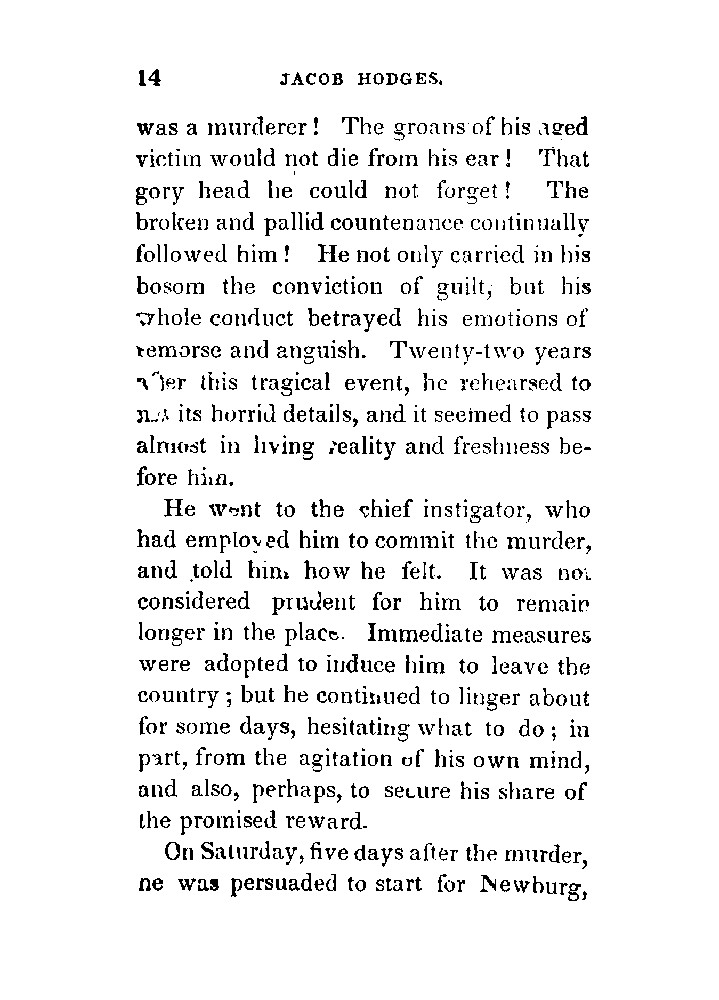 14 JACOB HODGES.
was a murderer! The groans of his aged
victim would not die from his ear! That
gory head he could not forget! The
broken and pallid countenance continually
followed him! He not only carried in his
bosom the conviction of guilt, but his
whole conduct betrayed his emotions of
remorse and anguish. Twenty-two years
after this tragical event, he rehearsed to
me its horrid details, and it seemed to pass
almost in living reality and freshness be-
fore him.
He went to the chief instigator, who
had employed him to commit the murder,
and told him how he felt. It was not
considered prudent for him to remain
longer in the place. Immediate measures
were adopted to induce him to leave the
country; but he continued to linger about
for some days, hesitating what to do; in
part, from the agitation of his own mind,
and also, perhaps, to secure his share of
the promised reward.
On Saturday, five days after the murder,
he was persuaded to start for Newburg,